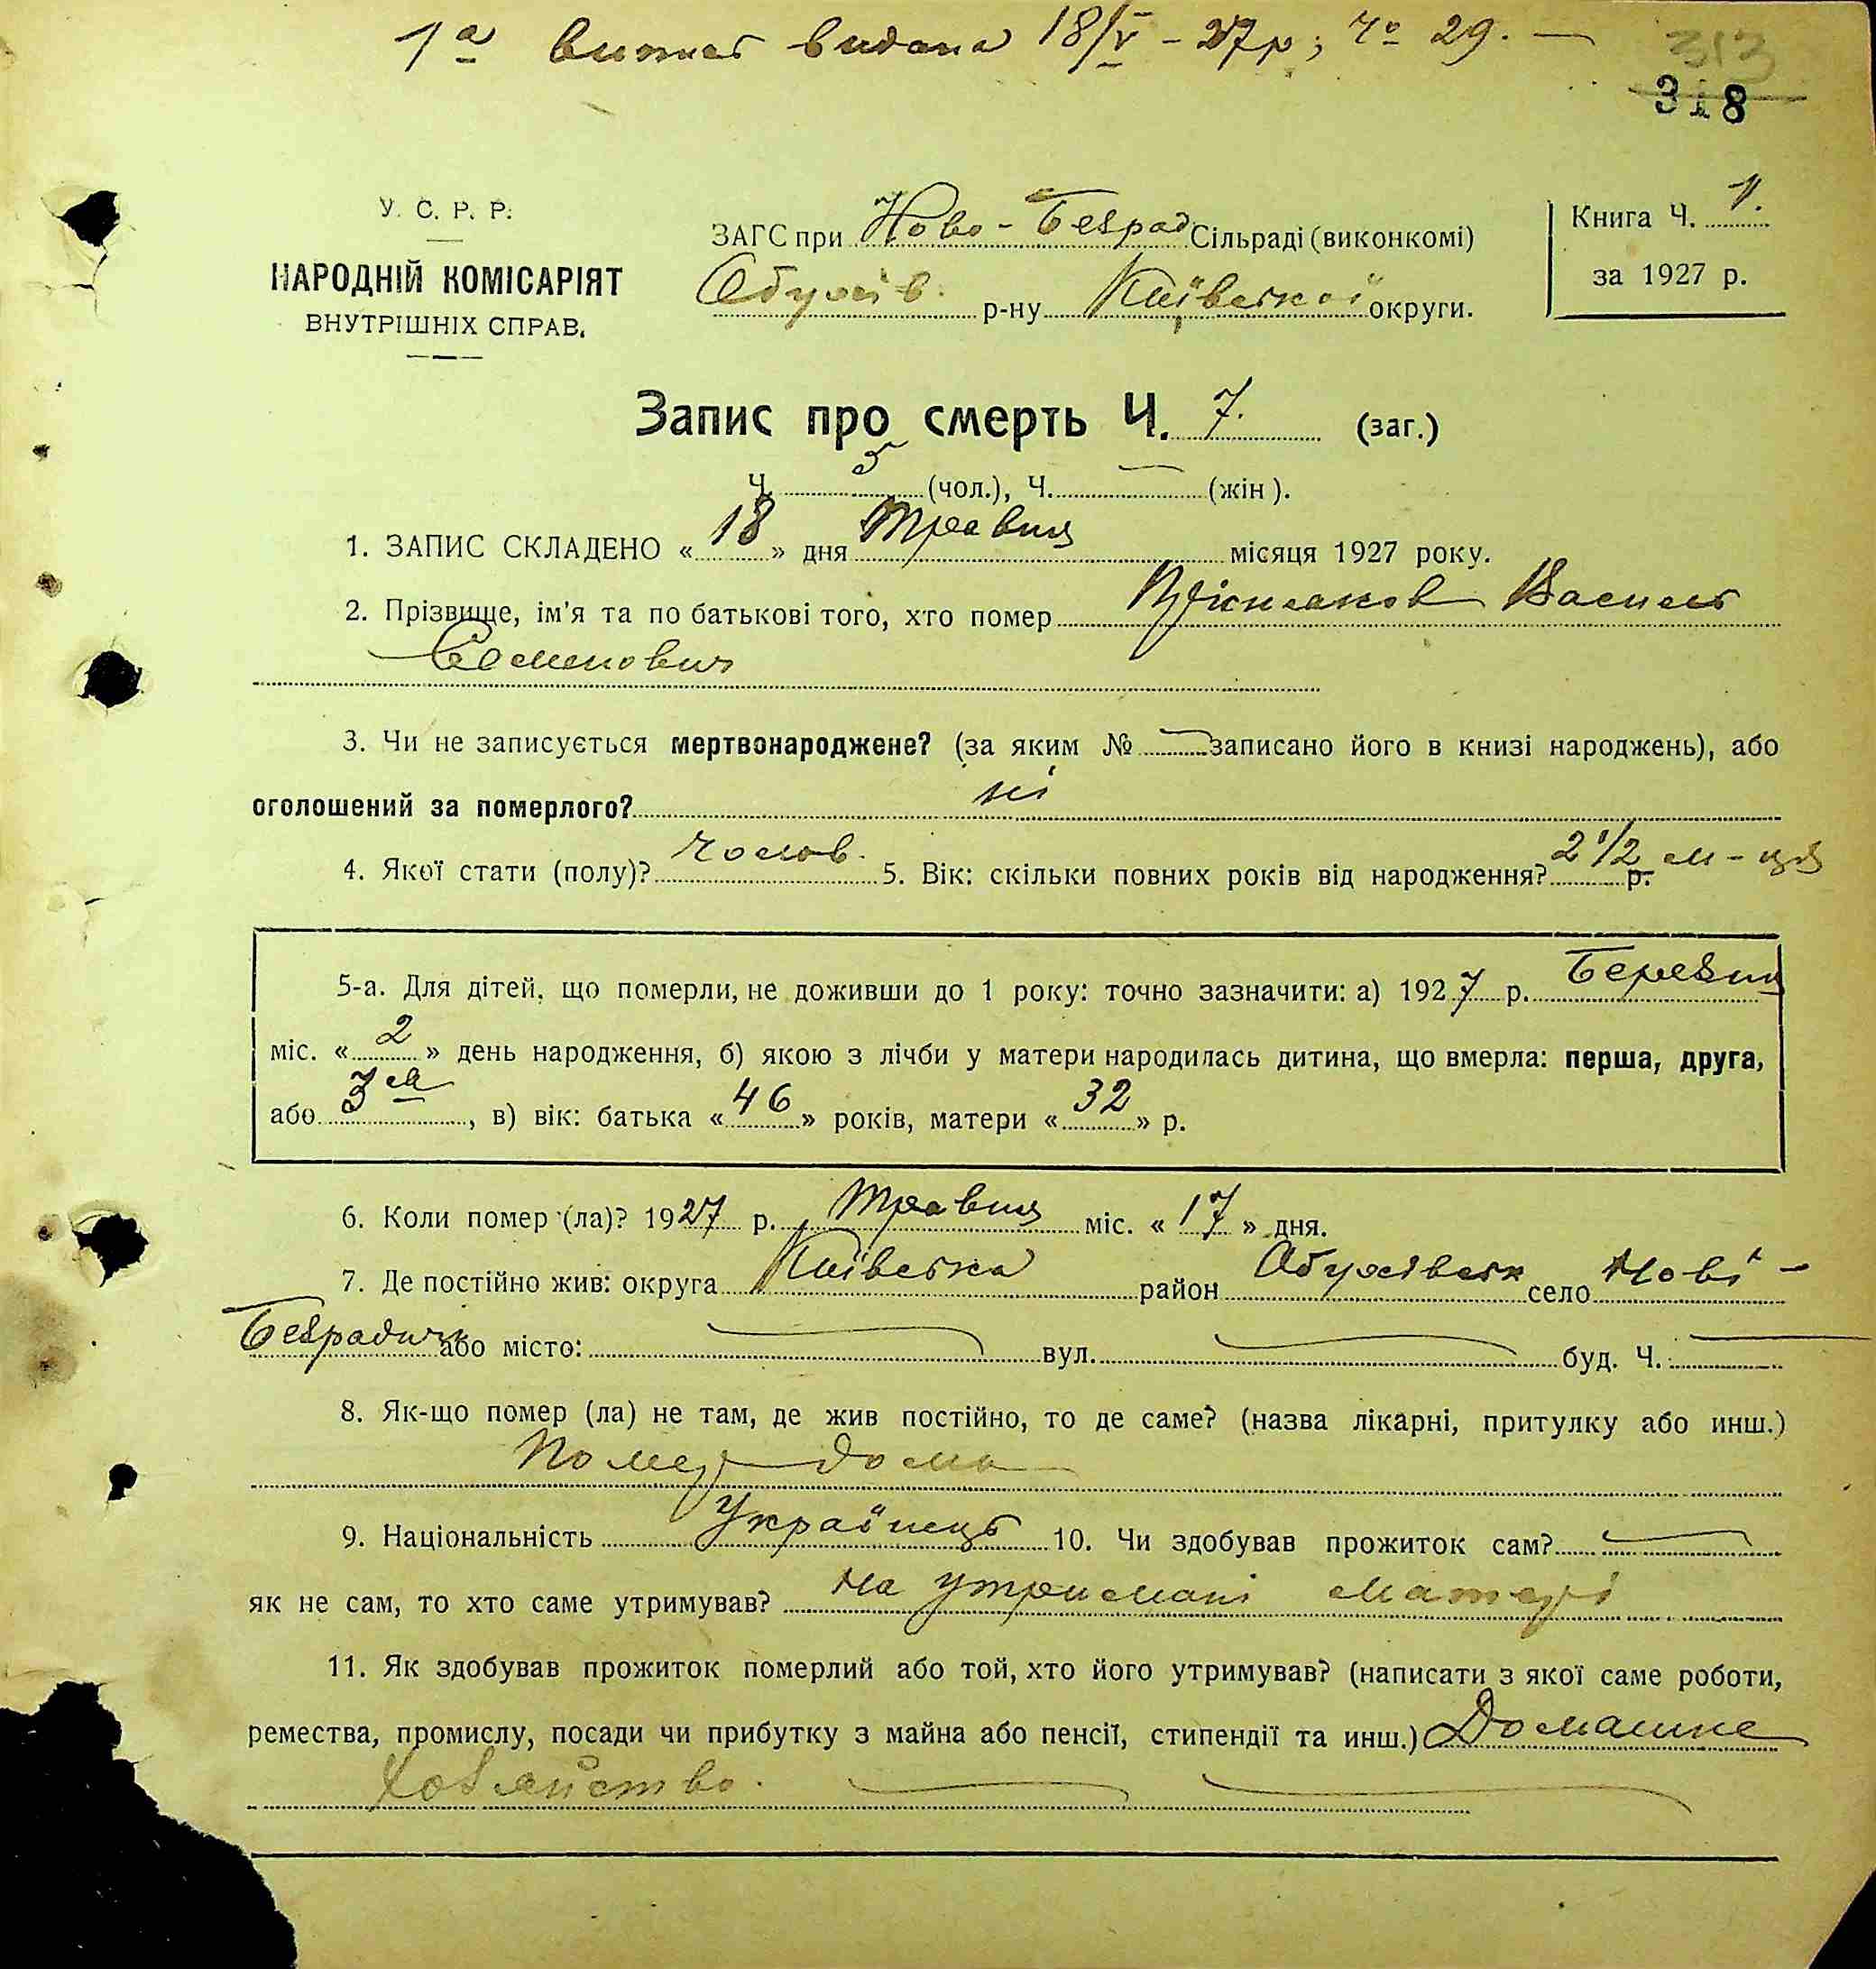 1а видана 18/V – 27р; Чо 29. —
313
318
У. С. Р. Р.
НАРОДНІЙ КОМІСАРІЯТ
ВНУТРІШНІХ СПРАВ.
ЗАГС при Ново-Безрад Сільраді (виконкомі)
Обухів. р-ну Київської округи.
Книга Ч. 1.
за 1927 р.
Запис про смерть Ч. 7. (заг.)
Ч. 5 (чол.), Ч. — (жін).
1. ЗАПИС СКЛАДЕНО « 18 » дня Травня місяця 1927 року.
2. Прізвище, ім'я та по батькові того, хто помер Василь
Семенович
3. Чи не записується мертвонароджене? (за яким № — записано його в книзі народжень), або
оголошений за померлого? ні
4. Якої стати (полу)? чолов. 5. Вік: скільки повних років від народження? 2 1/2 р. м-ця
5-а. Для дітей, що померли, не доживши до 1 року: точно зазначити: а) 1927 р. Березня
міс. « 2 » день народження, б) якою з лічби у матери народилась дитина, що вмерла: перша, друга,
або 3а, в) вік: батька « 46 » років, матери « 32 » р.
6. Коли помер (ла)? 1927 р. Травня міс. « 17 » дня.
7. Де постійно жив: округа Київська район Обухівськ село Нові-
Безрадичи або місто: — вул. — буд. Ч. —
8. Як-що помер (ла) не там, де жив постійно, то де саме? (назва лікарні, притулку або инш.)
Помер дома
9. Національність Українець 10. Чи здобував прожиток сам? —
як не сам, то хто саме утримував? На утримані матері
11. Як здобував прожиток померлий або той, хто його утримував? (написати з якої саме роботи,
ремества, промислу, посади чи прибутку з майна або пенсії, стипендії та инш.) Домашнє
хозяйство. — —